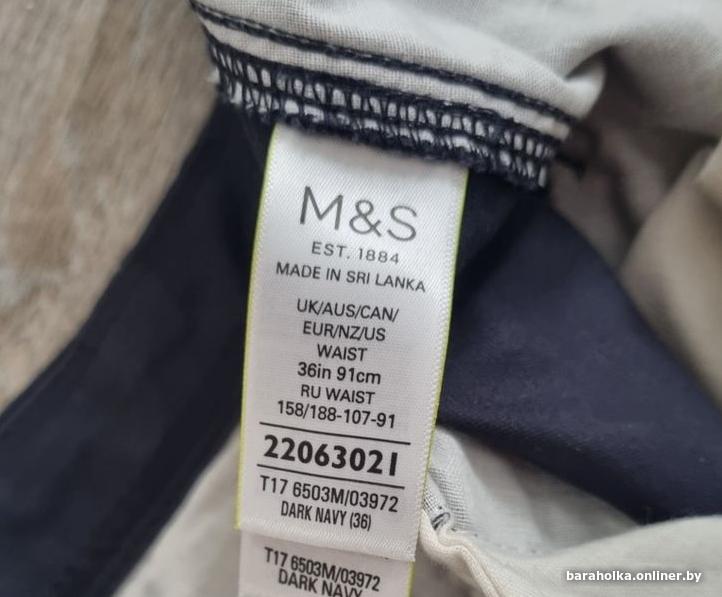 M&S
EST. 1884
MADE IN SRI LANKA
UK/AUS/CAN/
EUR/NZ/US
WAIST
36in 91cm
RU WAIST
158/188-107-91
22063021
T17 6503M/03972
DARK NAVY (36)
T17 6503M/03972
DARK NAVY
baraholka.onliner.by